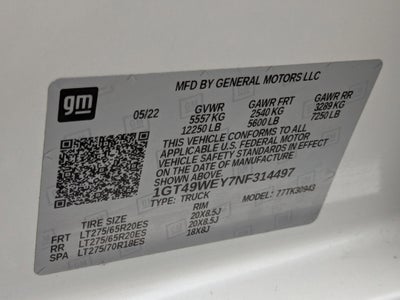 gm
MFD BY GENERAL MOTORS LLC
05/22 GVWR GAWR FRT GAWR RR
5557 KG 2540 KG 3289 KG
12250 LB 5600 LB 7250 LB
THIS VEHICLE CONFORMS TO ALL
APPLICABLE U.S. FEDERAL MOTOR
VEHICLE SAFETY STANDARDS IN EFFECT
ON THE DATE OF MANUFACTURE
SHOWN ABOVE.
1GT49WEY7NF314497
TYPE: TRUCK MODEL: 77TK30943
TIRE SIZE RIM
FRT LT275/65R20ES 20X8.5J
RR LT275/65R20ES 20X8.5J
SPA LT275/70R18ES 18X8J